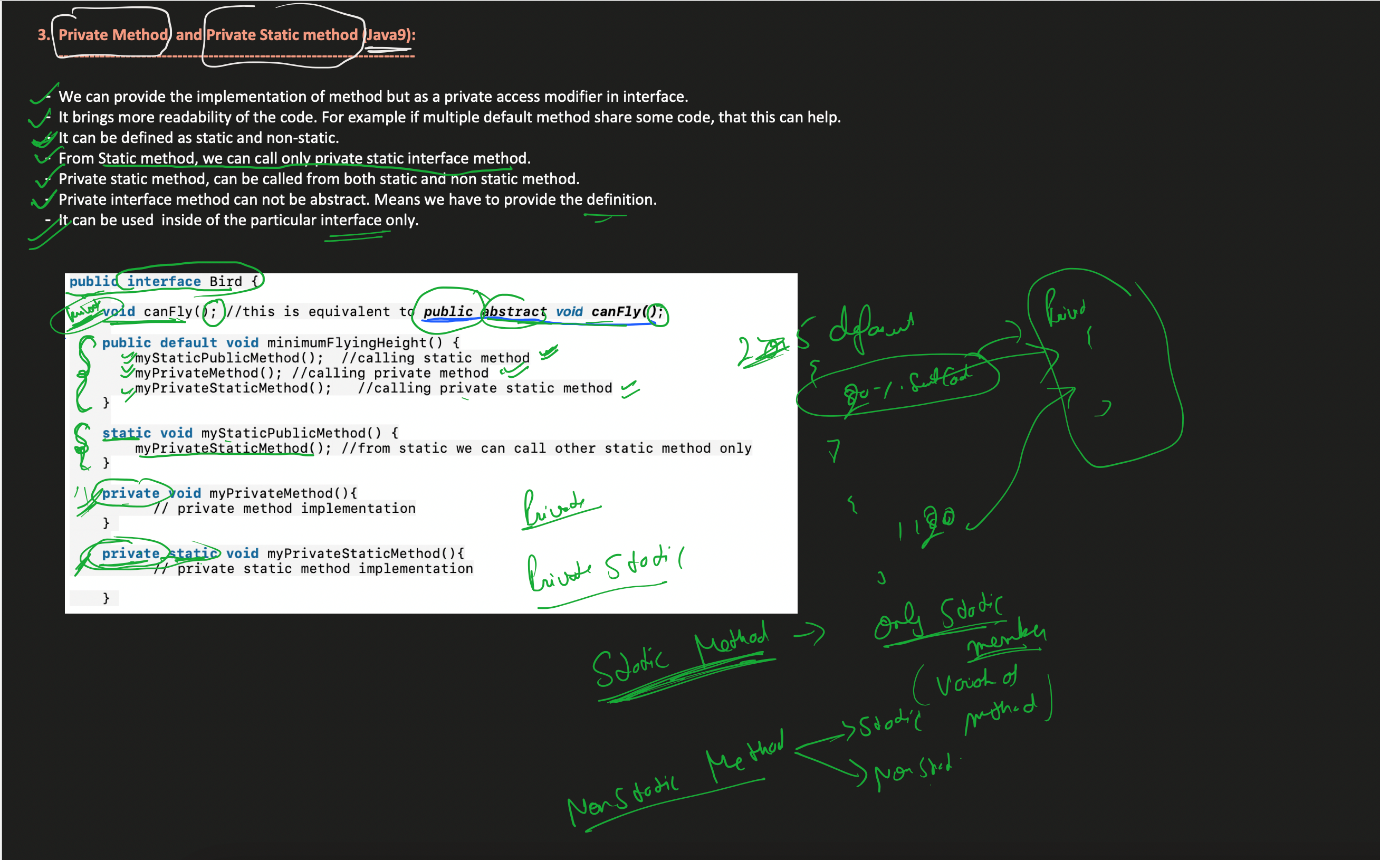 3. Private Method and Private Static method (Java9):
- We can provide the implementation of method but as a private access modifier in interface.
- It brings more readability of the code. For example if multiple default method share some code, that this can help.
- It can be defined as static and non-static.
- From Static method, we can call only private static interface method.
- Private static method, can be called from both static and non static method.
- Private interface method can not be abstract. Means we have to provide the definition.
- It can be used inside of the particular interface only.
public interface Bird {
void canFly(); //this is equivalent to public abstract void canFly();
public default void minimumFlyingHeight() {
myStaticPublicMethod(); //calling static method
myPrivateMethod(); //calling private method
myPrivateStaticMethod(); //calling private static method
}
static void myStaticPublicMethod() {
myPrivateStaticMethod(); //from static we can call other static method only
}
private void myPrivateMethod(){
// private method implementation
}
private static void myPrivateStaticMethod(){
// private static method implementation
}
Private
Private Static
5 default
{
}
{
}
Static Method -> Only Static
member
method)
NonStatic Method
Static